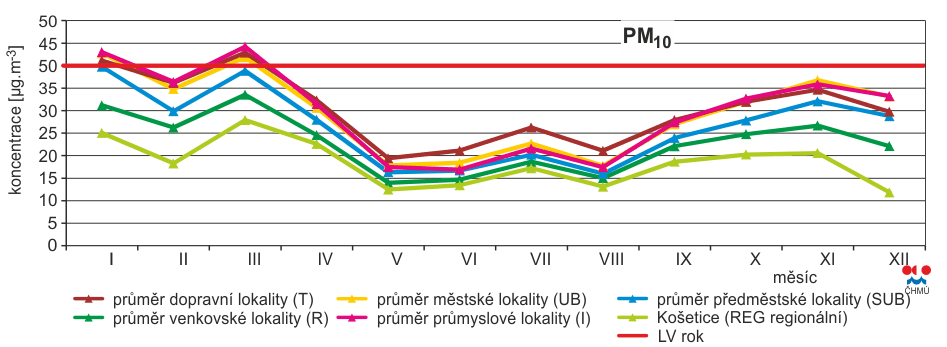 PM10
koncentrace [µg.m-3]
50
45
50
35
30
25
20
15
10
5
0
I II III IV V VI VII VIII IX X XI XII
měsíc
ČHMÚ
průměr dopravní lokality (T) průměr městské lokality (UB) průměr předměstské lokality (SUB)
průměr venkovské lokality (R) průměr průmyslové lokality (I) Košetice (REG regionální)
LV rok